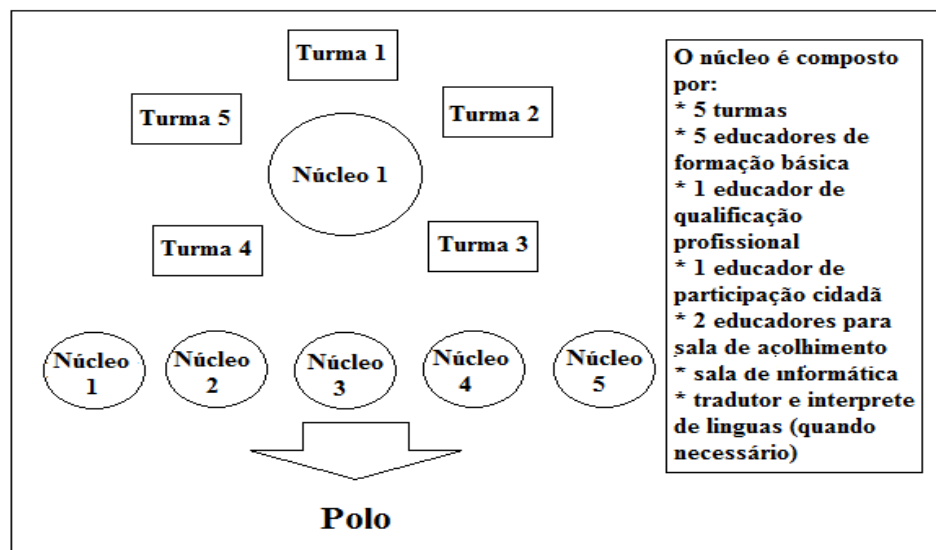 Turma 1
Turma 5
Turma 2
Núcleo 1
Turma 4
Turma 3
Núcleo
1
Núcleo
2
Núcleo
3
Núcleo
4
Núcleo
5
Polo
O núcleo é composto
por:
* 5 turmas
* 5 educadores de
formação básica
* 1 educador de
qualificação
profissional
* 1 educador de
participação cidadã
* 2 educadores para
sala de acolhimento
* sala de informática
* tradutor e interprete
de linguas (quando
necessário)